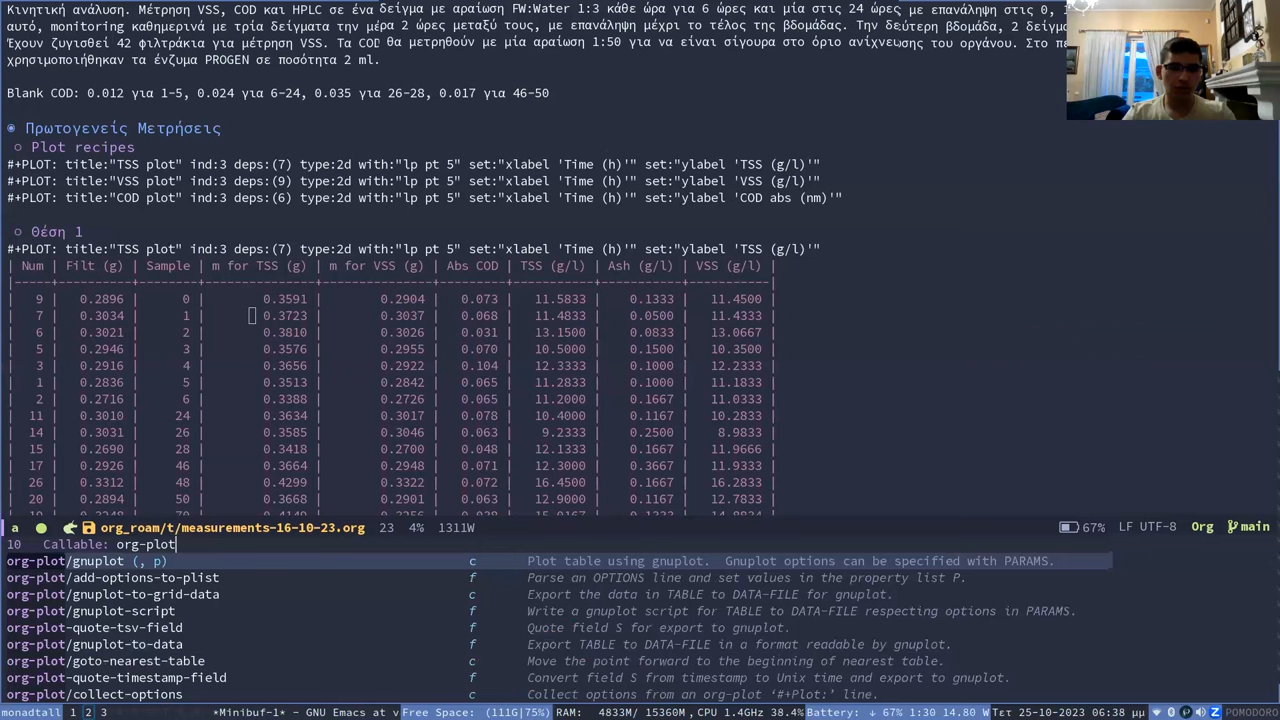 Κινητική ανάλυση. Μέτρηση VSS, COD και HPLC σε ένα δείγμα με αραίωση FW:Water 1:3 κάθε ώρα για 6 ώρες και μία στις 24 ώρες με επανάληψη στις 0,
αυτό, monitoring καθημερινά με τρία δείγματα την μέρα 2 ώρες μεταξύ τους, με επανάληψη μέχρι το τέλος της βδομάδας. Την δεύτερη βδομάδα, 2 δείγμα
Έχουν ζυγισθεί 42 φιλτράκια για μέτρηση VSS. Τα COD θα μετρηθούν με μία αραίωση 1:50 για να είναι σίγουρα στο όριο ανίχνευσης του οργάνου. Στο πε
χρησιμοποιήθηκαν τα ένζυμα PROGEN σε ποσότητα 2 ml.
Blank COD: 0.012 για 1-5, 0.024 για 6-24, 0.035 για 26-28, 0.017 για 46-50
◉ Πρωτογενείς Μετρήσεις
○ Plot recipes
#+PLOT: title:"TSS plot" ind:3 deps:(7) type:2d with:"lp pt 5" set:"xlabel 'Time (h)'" set:"ylabel 'TSS (g/l)'"
#+PLOT: title:"VSS plot" ind:3 deps:(9) type:2d with:"lp pt 5" set:"xlabel 'Time (h)'" set:"ylabel 'VSS (g/l)'"
#+PLOT: title:"COD plot" ind:3 deps:(6) type:2d with:"lp pt 5" set:"xlabel 'Time (h)'" set:"ylabel 'COD abs (nm)'"
○ Θέση 1
#+PLOT: title:"TSS plot" ind:3 deps:(7) type:2d with:"lp pt 5" set:"xlabel 'Time (h)'" set:"ylabel 'TSS (g/l)'"
| Num | Filt (g) | Sample | m for TSS (g) | m for VSS (g) | Abs COD | TSS (g/l) | Ash (g/l) | VSS (g/l) |
| 9 | 0.2896 | 0 | 0.3591 | 0.2904 | 0.073 | 11.5833 | 0.1333 | 11.4500 |
| 7 | 0.3034 | 1 | 0.3723 | 0.3037 | 0.068 | 11.4833 | 0.0500 | 11.4333 |
| 6 | 0.3021 | 2 | 0.3810 | 0.3026 | 0.031 | 13.1500 | 0.0833 | 13.0667 |
| 5 | 0.2946 | 3 | 0.3576 | 0.2955 | 0.070 | 10.5000 | 0.1500 | 10.3500 |
| 3 | 0.2916 | 4 | 0.3656 | 0.2922 | 0.104 | 12.3333 | 0.1000 | 12.2333 |
| 1 | 0.2836 | 5 | 0.3513 | 0.2842 | 0.065 | 11.2833 | 0.1000 | 11.1833 |
| 2 | 0.2716 | 6 | 0.3388 | 0.2726 | 0.065 | 11.2000 | 0.1667 | 11.0333 |
| 11 | 0.3010 | 24 | 0.3634 | 0.3017 | 0.078 | 10.4000 | 0.1167 | 10.2833 |
| 14 | 0.3031 | 26 | 0.3585 | 0.3046 | 0.063 | 9.2333 | 0.2500 | 8.9833 |
| 15 | 0.2690 | 28 | 0.3418 | 0.2700 | 0.048 | 12.1333 | 0.1667 | 11.9666 |
| 17 | 0.2926 | 46 | 0.3664 | 0.2948 | 0.071 | 12.3000 | 0.3667 | 11.9333 |
| 26 | 0.3312 | 48 | 0.4299 | 0.3322 | 0.072 | 16.4500 | 0.1667 | 16.2833 |
| 20 | 0.2894 | 50 | 0.3668 | 0.2901 | 0.063 | 12.9000 | 0.1167 | 12.7833 |
a org_roam/t/measurements-16-10-23.org 23 4% 1311W 67% LF UTF-8 Org main
10 Callable: org-plot
org-plot/gnuplot (, p) c Plot table using gnuplot. Gnuplot options can be specified with PARAMS.
org-plot/add-options-to-plist f Parse an OPTIONS line and set values in the property list P.
org-plot/gnuplot-to-grid-data c Export the data in TABLE to DATA-FILE for gnuplot.
org-plot/gnuplot-script f Write a gnuplot script for TABLE to DATA-FILE respecting options in PARAMS.
org-plot-quote-tsv-field f Quote field S for export to gnuplot.
org-plot/gnuplot-to-data f Export TABLE to DATA-FILE in a format readable by gnuplot.
org-plot/goto-nearest-table c Move the point forward to the beginning of nearest table.
org-plot-quote-timestamp-field f Convert field S from timestamp to Unix time and export to gnuplot.
org-plot/collect-options c Collect options from an org-plot ‘#+Plot:’ line.
monadtall 1 2 3 *Minibuf-1* - GNU Emacs at v Free Space: (111G|75%) RAM: 4833M/ 15360M CPU 1.4GHz 38.4% Battery: ↓ 67% 1:30 14.80 W Τετ 25-10-2023 06:38 μμ Z POMODORO